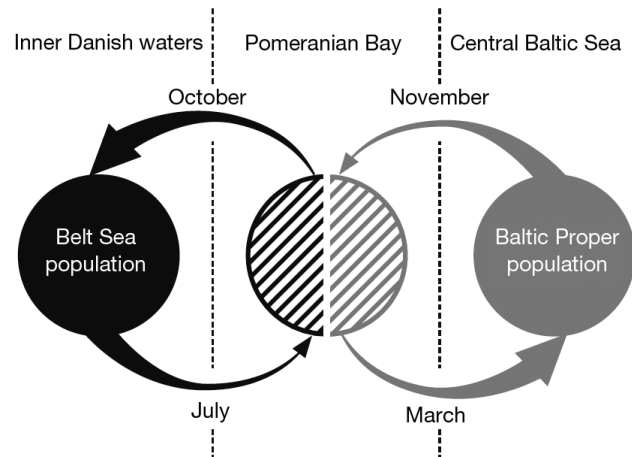 Inner Danish waters
Pomeranian Bay
Central Baltic Sea
October
November
Belt Sea
population
Baltic Proper
population
July
March